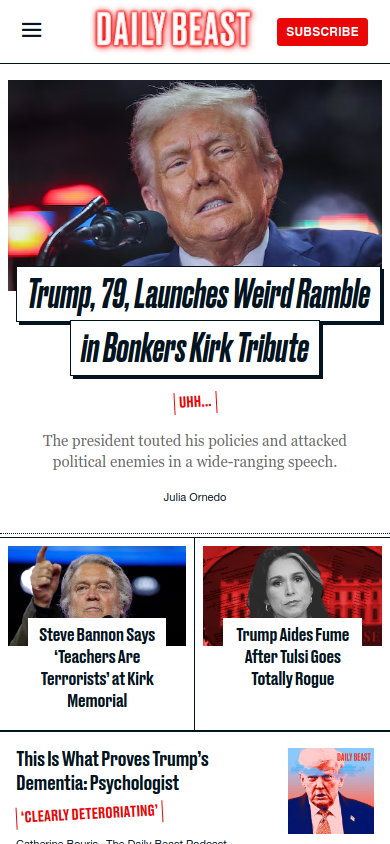 DAILY BEAST
SUBSCRIBE
Trump, 79, Launches Weird Ramble
in Bonkers Kirk Tribute
UHH...
The president touted his policies and attacked
political enemies in a wide-ranging speech.
Julia Ornedo
Steve Bannon Says
‘Teachers Are
Terrorists’ at Kirk
Memorial
SE
Trump Aides Fume
After Tulsi Goes
Totally Rogue
This Is What Proves Trump’s
Dementia: Psychologist
‘CLEARLY DETERIORATING’
DAILY BEAST
Catherine Bouris, The Daily Beast Podcast